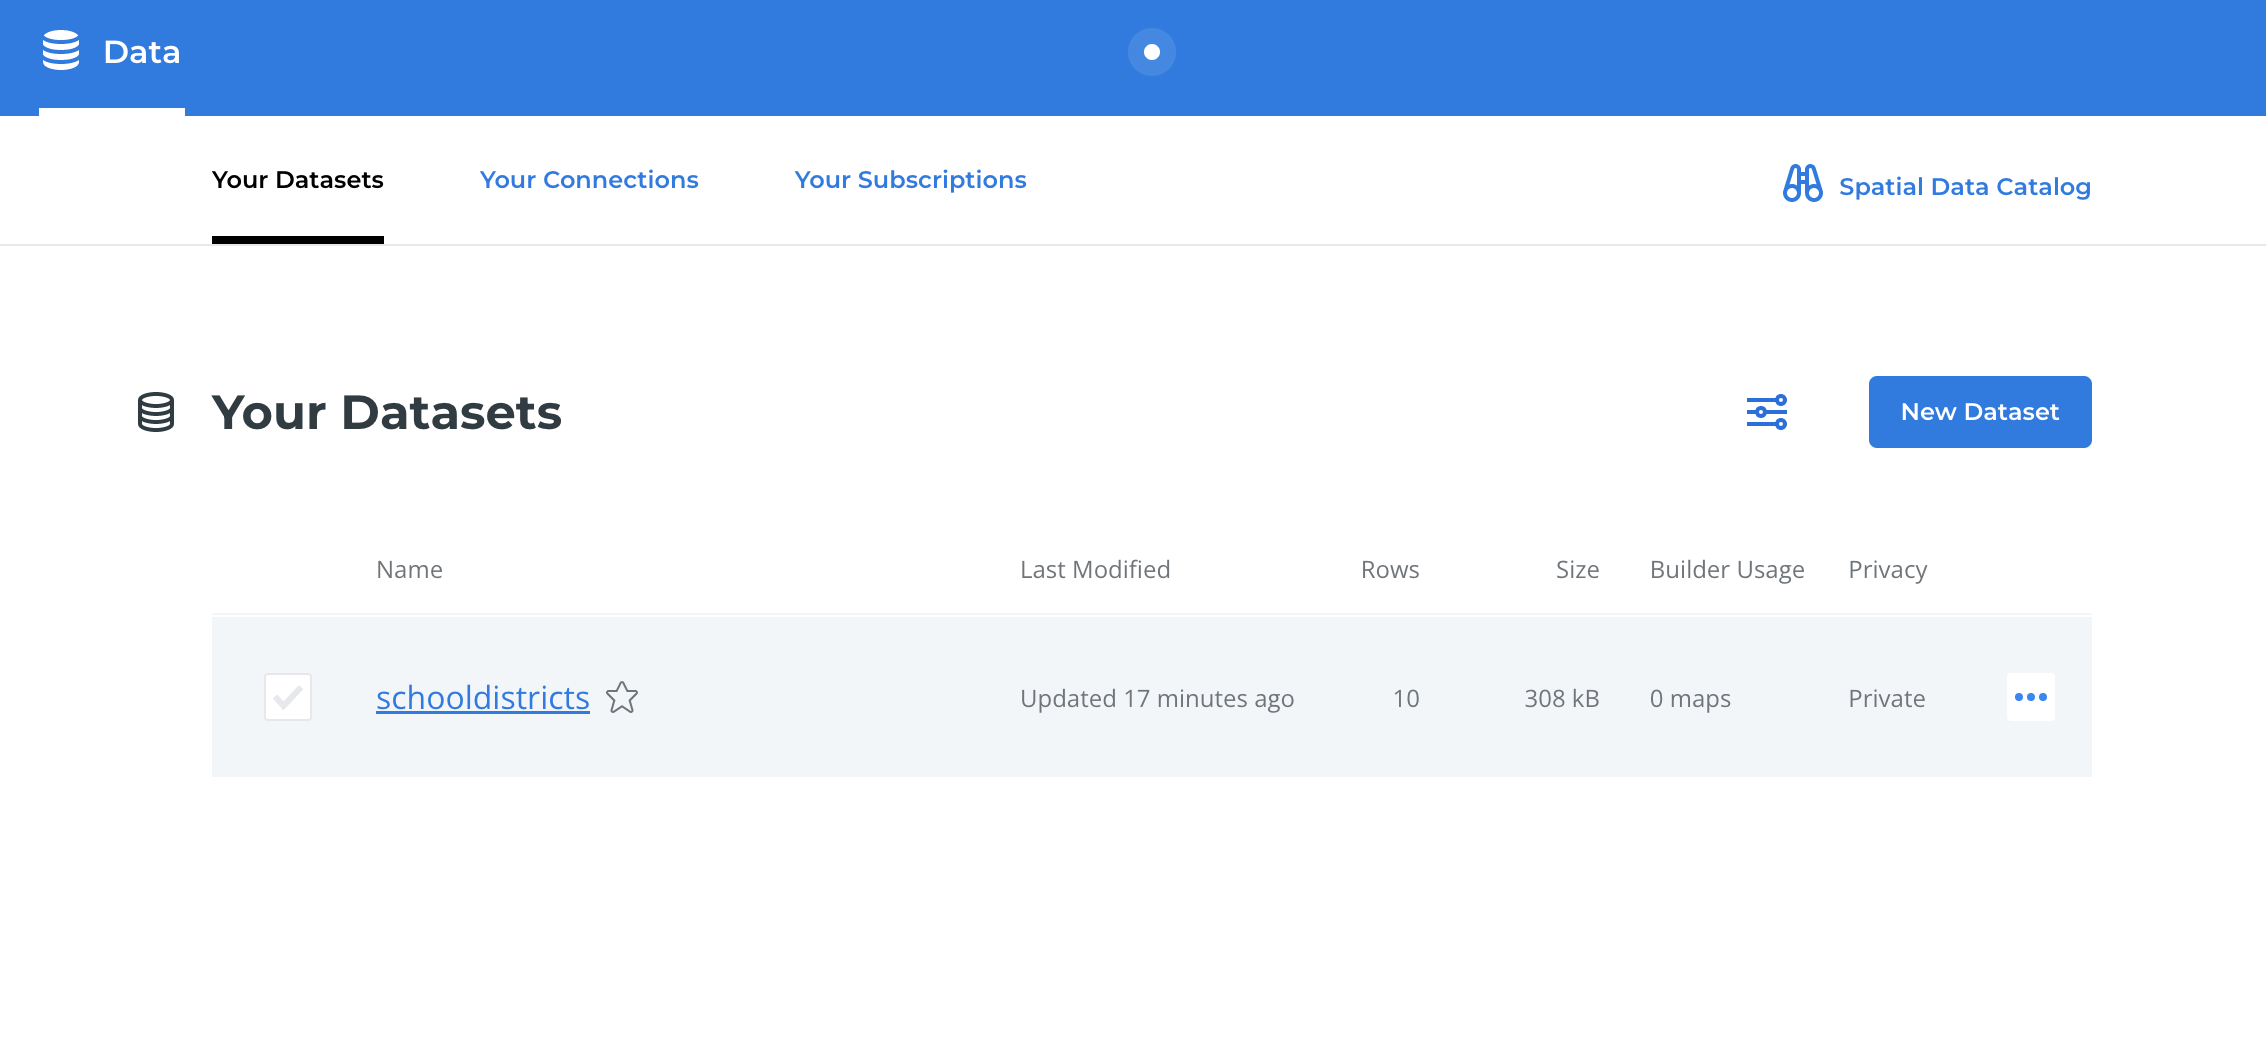 Data
Your Datasets Your Connections Your Subscriptions Spatial Data Catalog
Your Datasets New Dataset
Name Last Modified Rows Size Builder Usage Privacy
schooldistricts Updated 17 minutes ago 10 308 kB 0 maps Private